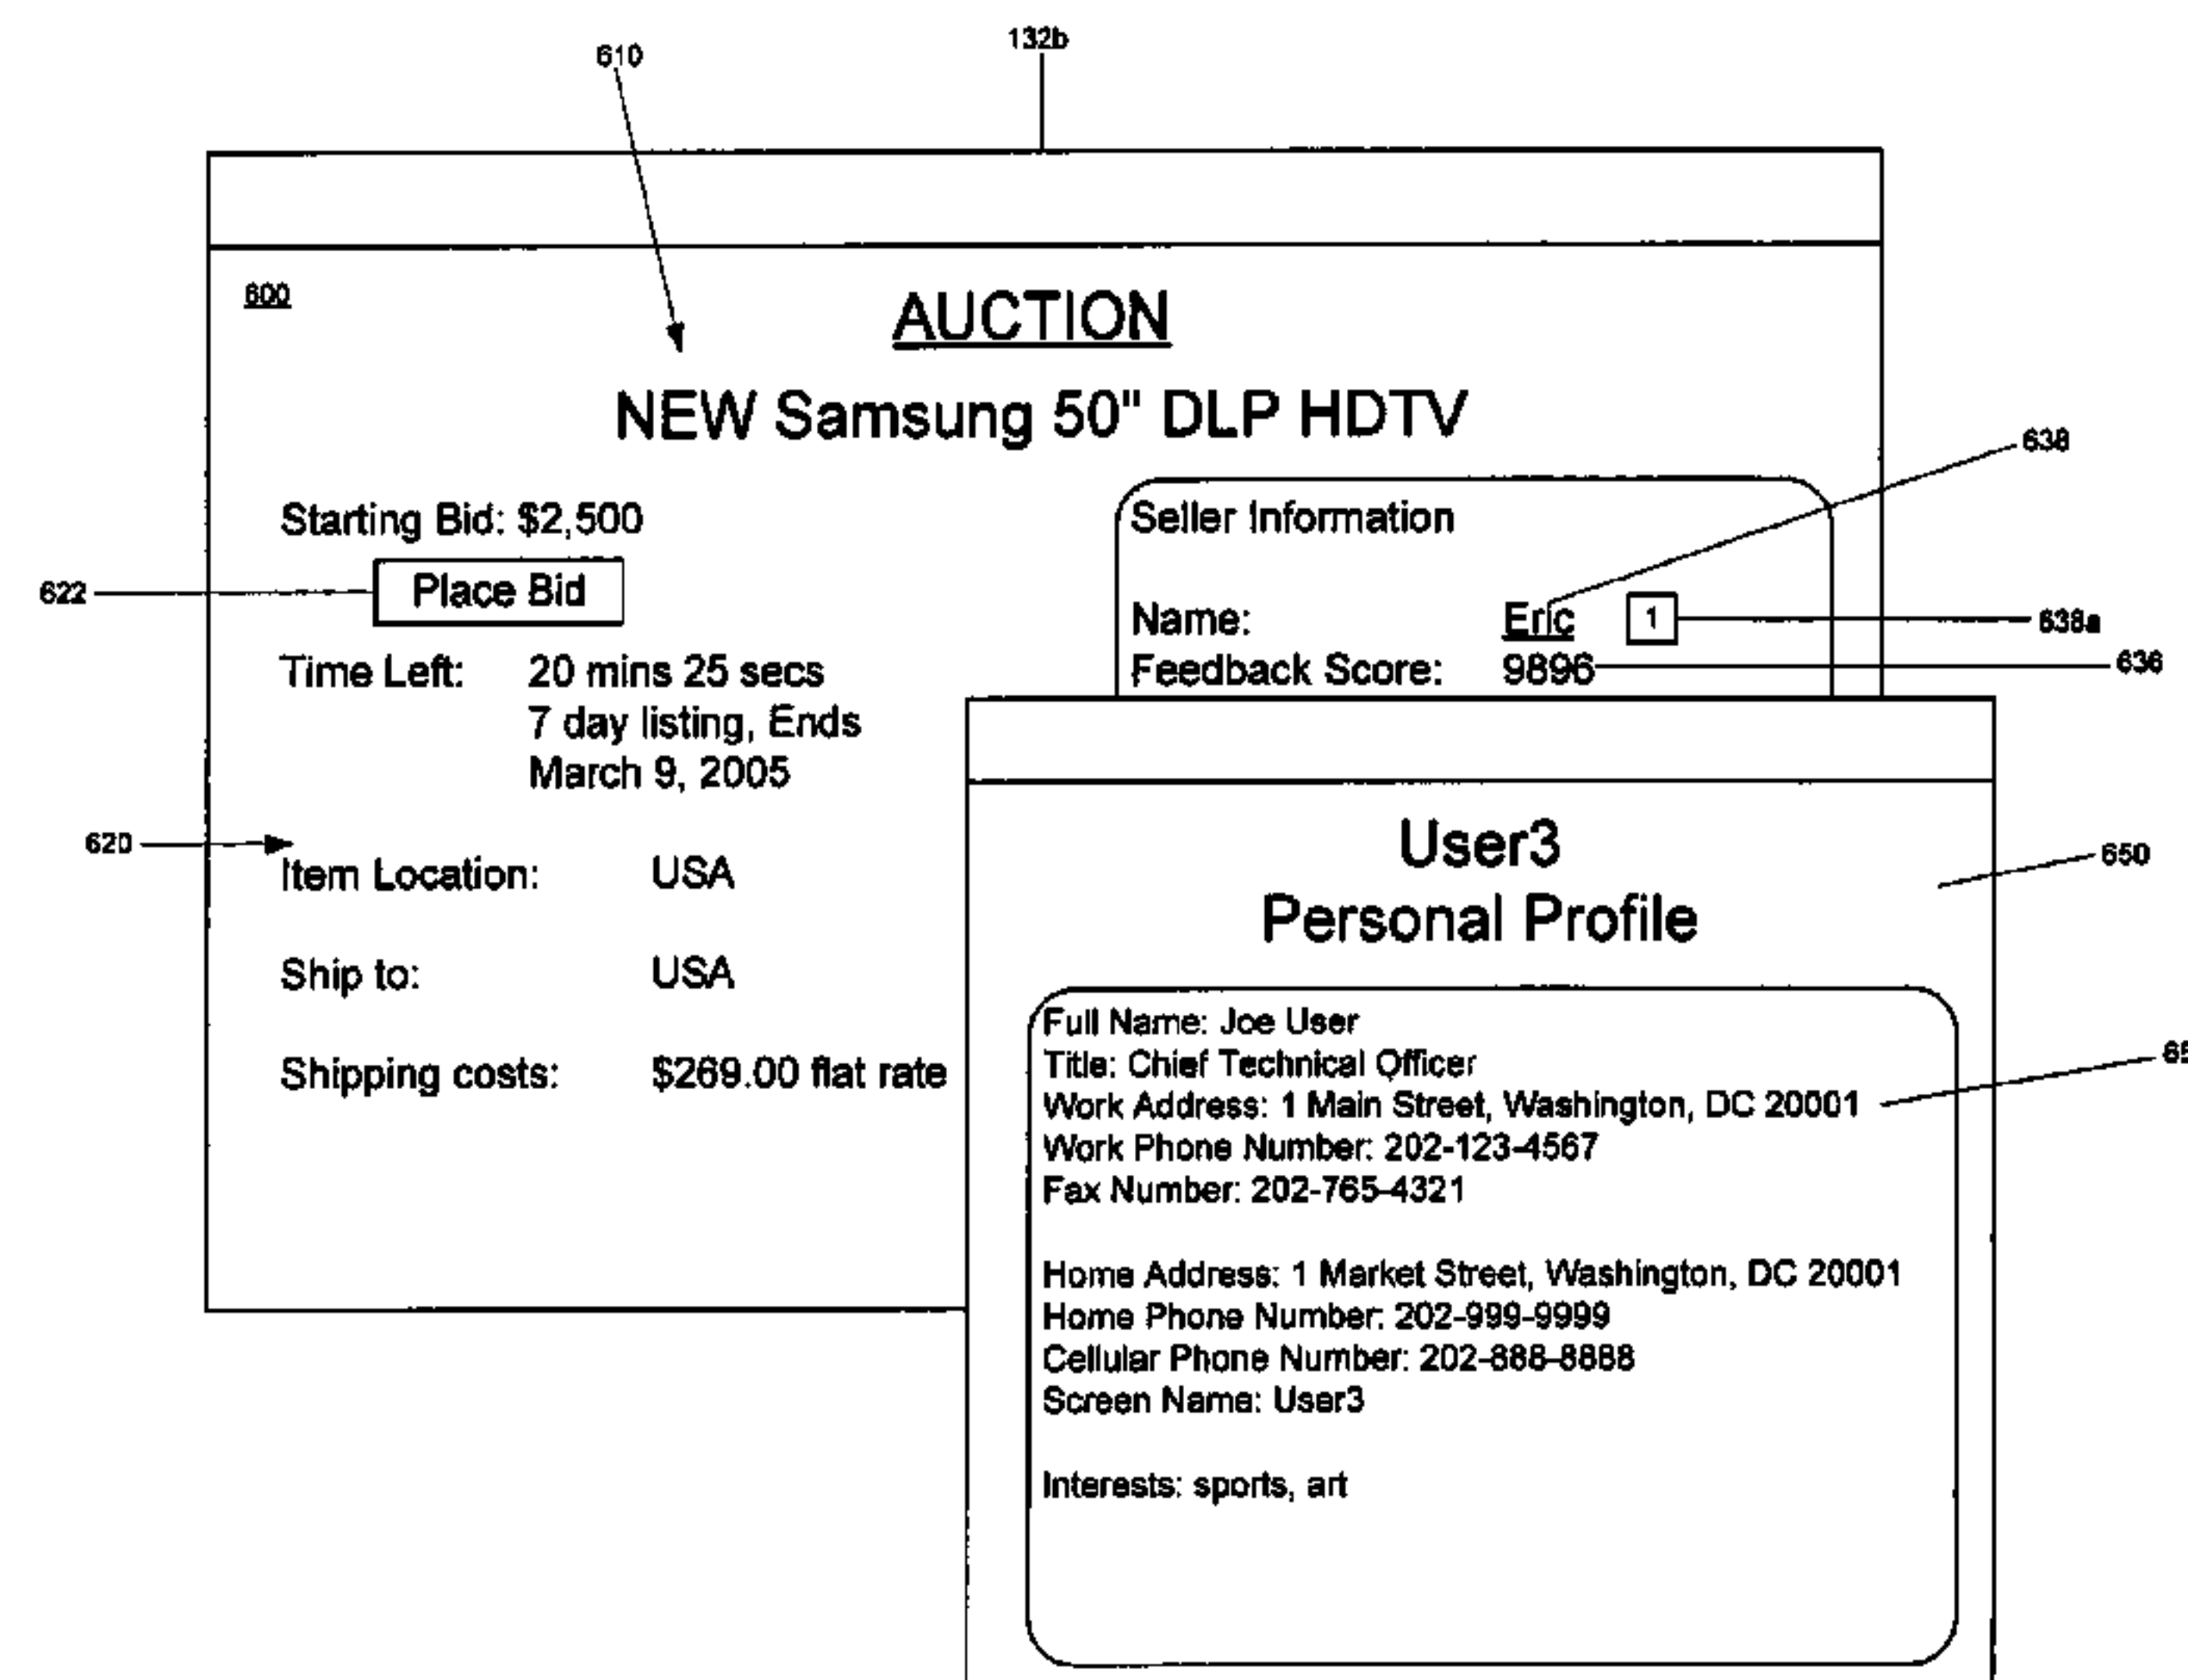 610
132b
600
AUCTION
NEW Samsung 50" DLP HDTV
638
Starting Bid: $2,500
Seller Information
622
Place Bid
Name: Eric 1
638a
Time Left: 20 mins 25 secs
Feedback Score: 9896
636
7 day listing, Ends
March 9, 2005
620
Item Location: USA
User3
650
Personal Profile
Ship to: USA
Full Name: Joe User
Title: Chief Technical Officer
Shipping costs: $269.00 flat rate
Work Address: 1 Main Street, Washington, DC 20001
Work Phone Number: 202-123-4567
Fax Number: 202-765-4321
Home Address: 1 Market Street, Washington, DC 20001
Home Phone Number: 202-999-9999
Cellular Phone Number: 202-888-8888
Screen Name: User3
Interests: sports, art